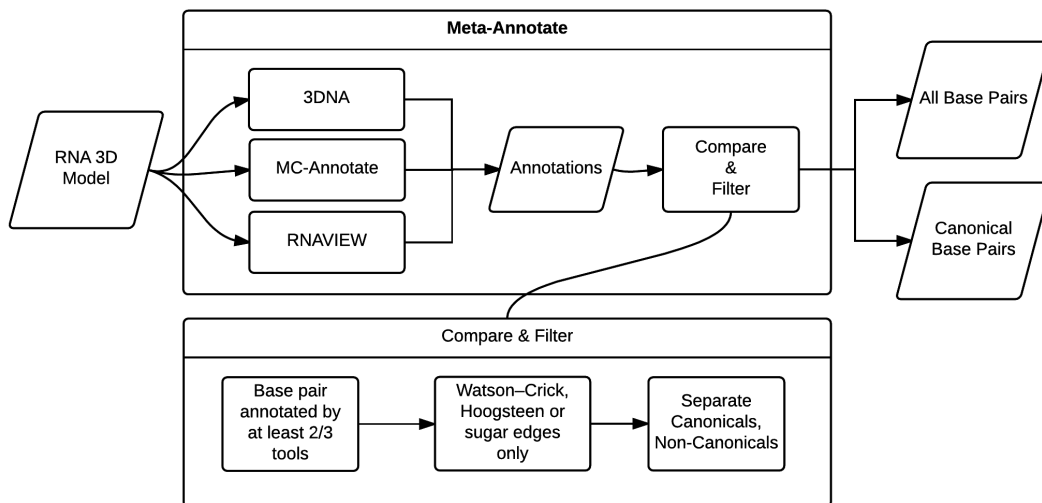 Meta-Annotate
RNA 3D
Model
3DNA
MC-Annotate
RNAVIEW
Annotations
Compare
&
Filter
All Base Pairs
Canonical
Base Pairs
Compare & Filter
Base pair
annotated by
at least 2/3
tools
Watson–Crick,
Hoogsteen or
sugar edges
only
Separate
Canonicals,
Non-Canonicals